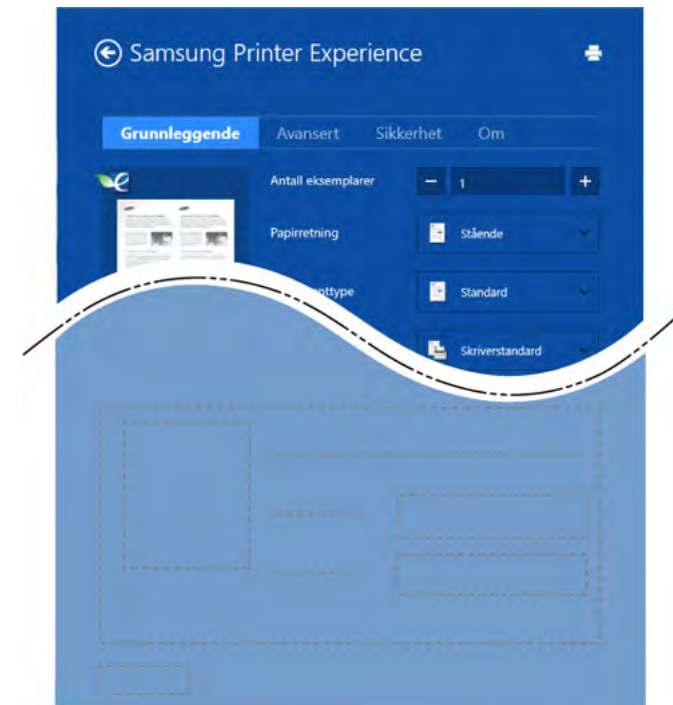 Samsung Printer Experience
Grunnleggende Avansert Sikkerhet Om
Antall eksemplarer 1
Papirretning Stående
Standard
Skriverstandard